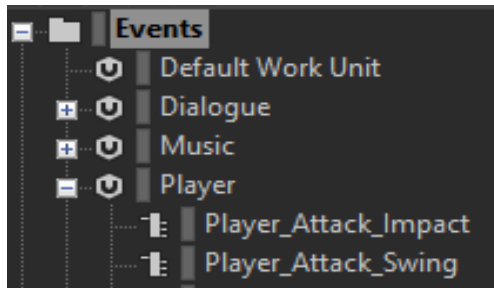 Events
Default Work Unit
Dialogue
Music
Player
Player_Attack_Impact
Player_Attack_Swing